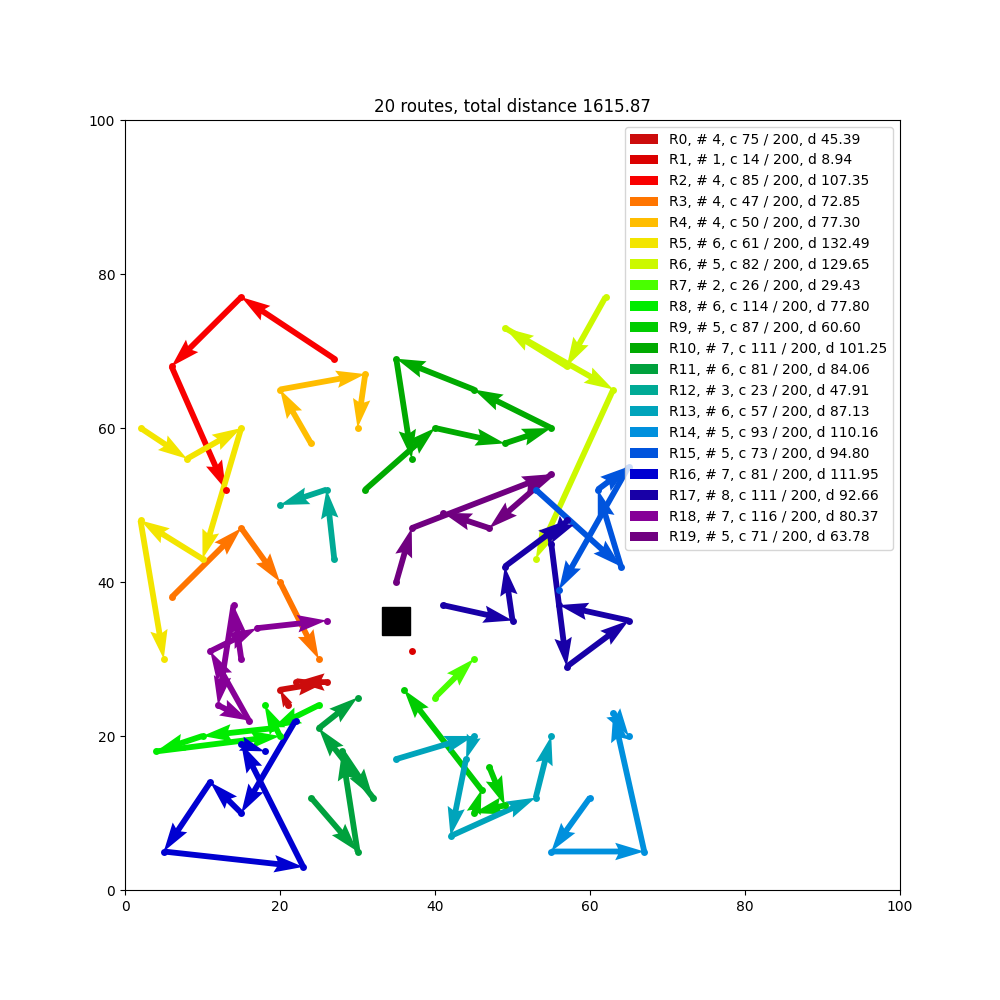 20 routes, total distance 1615.87
100
80
60
40
20
0
0 20 40 60 80 100
R0, # 4, c 75 / 200, d 45.39
R1, # 1, c 14 / 200, d 8.94
R2, # 4, c 85 / 200, d 107.35
R3, # 4, c 47 / 200, d 72.85
R4, # 4, c 50 / 200, d 77.30
R5, # 6, c 61 / 200, d 132.49
R6, # 5, c 82 / 200, d 129.65
R7, # 2, c 26 / 200, d 29.43
R8, # 6, c 114 / 200, d 77.80
R9, # 5, c 87 / 200, d 60.60
R10, # 7, c 111 / 200, d 101.25
R11, # 6, c 81 / 200, d 84.06
R12, # 3, c 23 / 200, d 47.91
R13, # 6, c 57 / 200, d 87.13
R14, # 5, c 93 / 200, d 110.16
R15, # 5, c 73 / 200, d 94.80
R16, # 7, c 81 / 200, d 111.95
R17, # 8, c 111 / 200, d 92.66
R18, # 7, c 116 / 200, d 80.37
R19, # 5, c 71 / 200, d 63.78